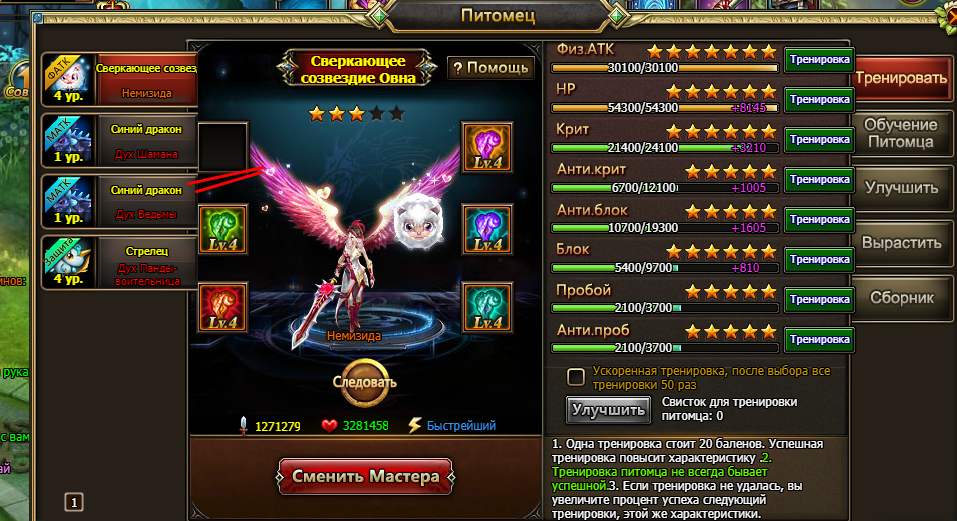 Питомец
ФАТК
Сверкающее созвез
Немизида
4 ур.
МАТК
Синий дракон
Дух Шамана
1 ур.
МАТК
Синий дракон
Дух Ведьмы
1 ур.
Защита
Стрелец
Дух Панды-
воительница
4 ур.
Сов
инов:
рука
с вам
ай
1
Сверкающее
созвездие Овна
? Помощь
Lv.4
Lv.4
Lv.4
Lv.4
Lv.4
Немизида
Следовать
1271279
3281458
Быстрейший
Сменить Мастера
Физ.АТК
30100/30100
Тренировка
HP
54300/54300
+8145
Тренировка
Крит
21400/24100
+3210
Тренировка
Анти.крит
6700/12100
+1005
Тренировка
Анти.блок
10700/19300
+1605
Тренировка
Блок
5400/9700
+810
Тренировка
Пробой
2100/3700
Тренировка
Анти.проб
2100/3700
Тренировка
Ускоренная тренировка, после выбора все
тренировки 50 раз
Улучшить
Свисток для тренировки
питомца: 0
1. Одна тренировка стоит 20 баленов. Успешная
тренировка повысит характеристику .2.
Тренировка питомца не всегда бывает
успешной.3. Если тренировка не удалась, вы
увеличите процент успеха следующий
тренировки, этой же характеристики.
Тренировать
Обучение
Питомца
Улучшить
Вырастить
Сборник